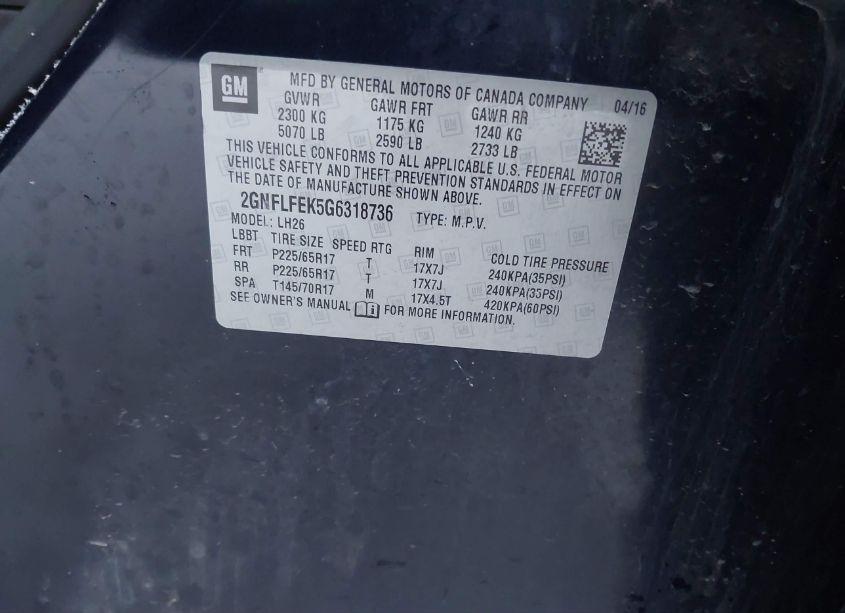 GM
MFD BY GENERAL MOTORS OF CANADA COMPANY 04/16
GVWR GAWR FRT GAWR RR
2300 KG 1175 KG 1240 KG
5070 LB 2590 LB 2733 LB
THIS VEHICLE CONFORMS TO ALL APPLICABLE U.S. FEDERAL MOTOR
VEHICLE SAFETY AND THEFT PREVENTION STANDARDS IN EFFECT ON
THE DATE OF MANUFACTURE SHOWN ABOVE.
2GNFLFEK5G6318736 TYPE: M.P.V.
MODEL: LH26
LBBT TIRE SIZE SPEED RTG RIM COLD TIRE PRESSURE
FRT P225/65R17 T 17X7J 240KPA(35PSI)
RR P225/65R17 T 17X7J 240KPA(35PSI)
SPA T145/70R17 M 17X4.5T 420KPA(60PSI)
SEE OWNER'S MANUAL FOR MORE INFORMATION.